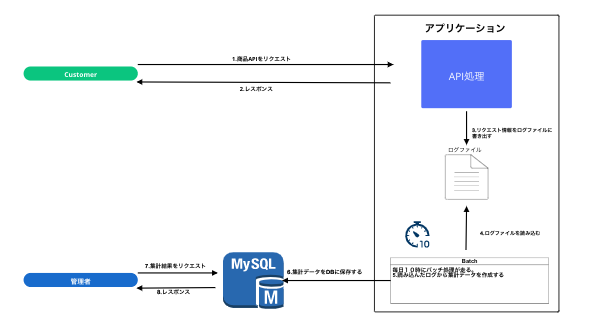 アプリケーション
1.商品APIをリクエスト
Customer
API処理
2.レスポンス
3.リクエスト情報をログファイルに
書き出す
ログファイル
4.ログファイルを読み込む
10
MySQL
M
7.集計結果をリクエスト
6.集計データをDBに保存する
Batch
毎日１０時にバッチ処理が走る。
5.読み込んだログから集計データを作成する
管理者
8.レスポンス